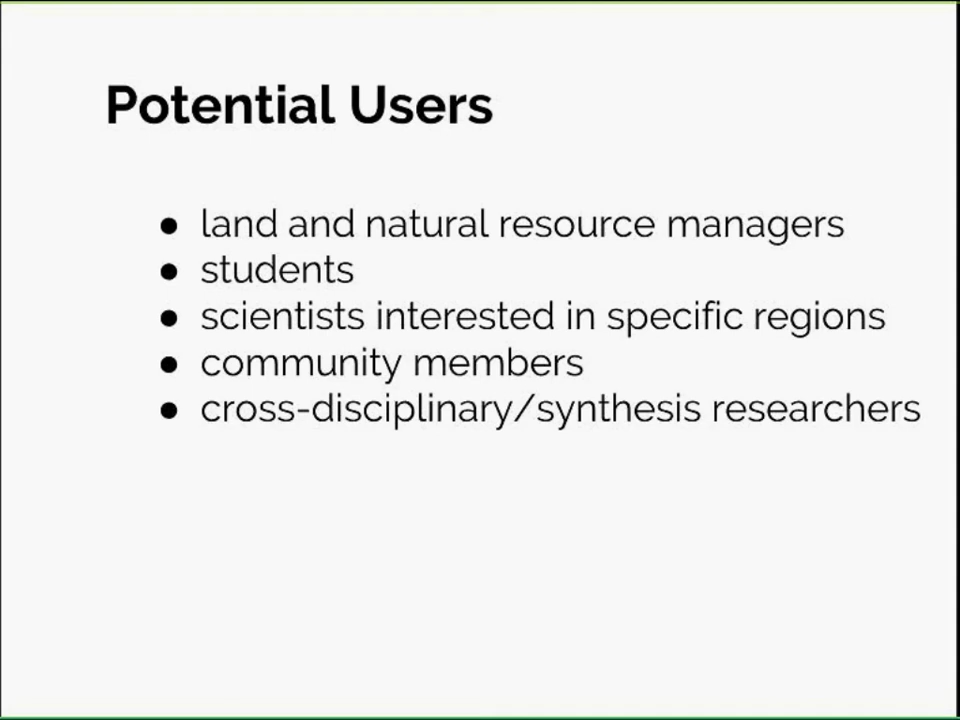 Potential Users
● land and natural resource managers
● students
● scientists interested in specific regions
● community members
● cross-disciplinary/synthesis researchers